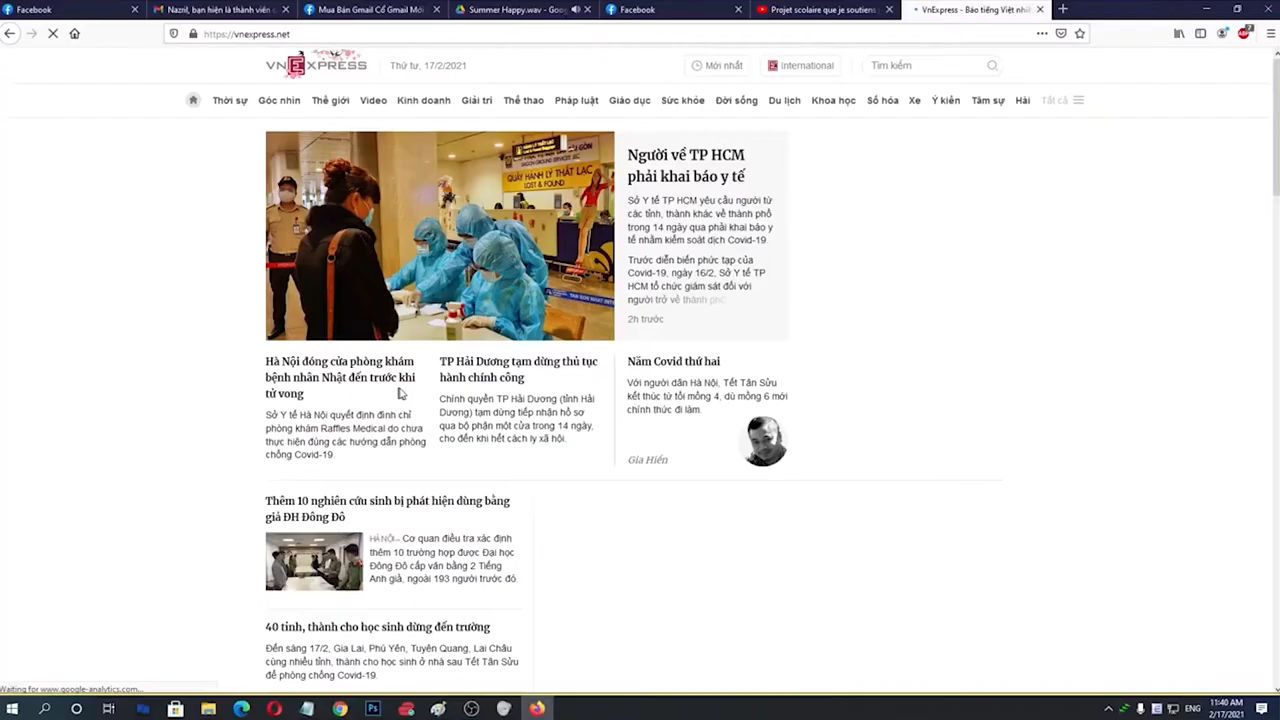 Facebook
Nazril, bạn hiện là thành viên c
Mua Bán Gmail Cổ Gmail Mới
Summer Happy.wav - Goo
Facebook
Projet scolaire que je soutiens
VnExpress - Báo tiếng Việt nhi
https://vnexpress.net
VNEXPRESS
Thứ tư, 17/2/2021
Mới nhất
International
Tìm kiếm
Thời sự Góc nhìn Thế giới Video Kinh doanh Giải trí Thể thao Pháp luật Giáo dục Sức khỏe Đời sống Du lịch Khoa học Số hóa Xe Ý kiến Tâm sự Hài Tất cả
QUẦY HÀNH LÝ THẤT LẠC
LOST & FOUND
Người về TP HCM
phải khai báo y tế
Sở Y tế TP HCM yêu cầu người từ
các tỉnh, thành khác về thành phố
trong 14 ngày qua phải khai báo y
tế nhằm kiểm soát dịch Covid-19.
Trước diễn biến phức tạp của
Covid-19, ngày 16/2, Sở Y tế TP
HCM tổ chức giám sát đối với
người trở về thành phố
2h trước
Hà Nội đóng cửa phòng khám
bệnh nhân Nhật đến trước khi
tử vong
Sở Y tế Hà Nội quyết định đình chỉ
phòng khám Raffles Medical do chưa
thực hiện đúng các hướng dẫn phòng
chống Covid-19.
TP Hải Dương tạm dừng thủ tục
hành chính công
Chính quyền TP Hải Dương (tỉnh Hải
Dương) tạm dừng tiếp nhận hồ sơ
qua bộ phận một cửa trong 14 ngày,
cho đến khi hết cách ly xã hội.
Năm Covid thứ hai
Với người dân Hà Nội, Tết Tân Sửu
kết thúc từ tối mồng 4, dù mồng 6 mới
chính thức đi làm.
Gia Hiền
Thêm 10 nghiên cứu sinh bị phát hiện dùng bằng
giả ĐH Đông Đô
HÀ NỘI - Cơ quan điều tra xác định
thêm 10 trường hợp được Đại học
Đông Đô cấp văn bằng 2 Tiếng
Anh giả, ngoài 193 người trước đó.
40 tỉnh, thành cho học sinh dừng đến trường
Đến sáng 17/2, Gia Lai, Phú Yên, Tuyên Quang, Lai Châu
cùng nhiều tỉnh, thành cho học sinh ở nhà sau Tết Tân Sửu
để phòng chống Covid-19.
Waiting for www.google-analytics.com...
ENG
11:40 AM
2/17/2021